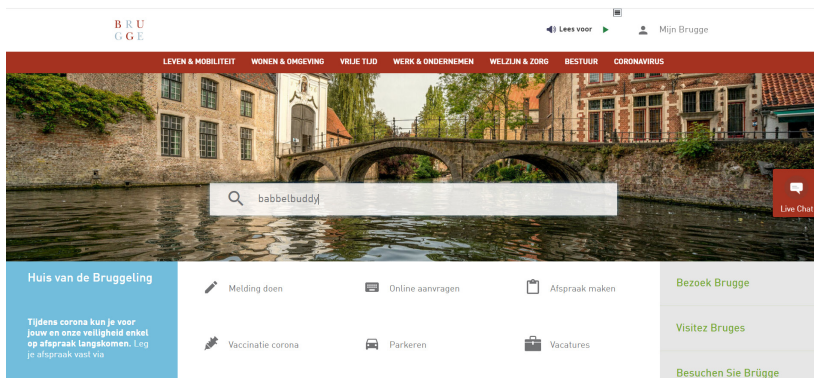 BRU
GGE
Lees voor
Mijn Brugge
LEVEN & MOBILITEIT WONEN & OMGEVING VRIJE TIJD WERK & ONDERNEMEN WELZIJN & ZORG BESTUUR CORONAVIRUS
babbelbuddy
Live Chat
Huis van de Bruggeling
Tijdens corona kun je voor
jouw en onze veiligheid enkel
op afspraak langskomen. Leg
je afspraak vast via
Melding doen
Online aanvragen
Afspraak maken
Vaccinatie corona
Parkeren
Vacatures
Bezoek Brugge
Visitez Bruges
Besuchen Sie Brügge